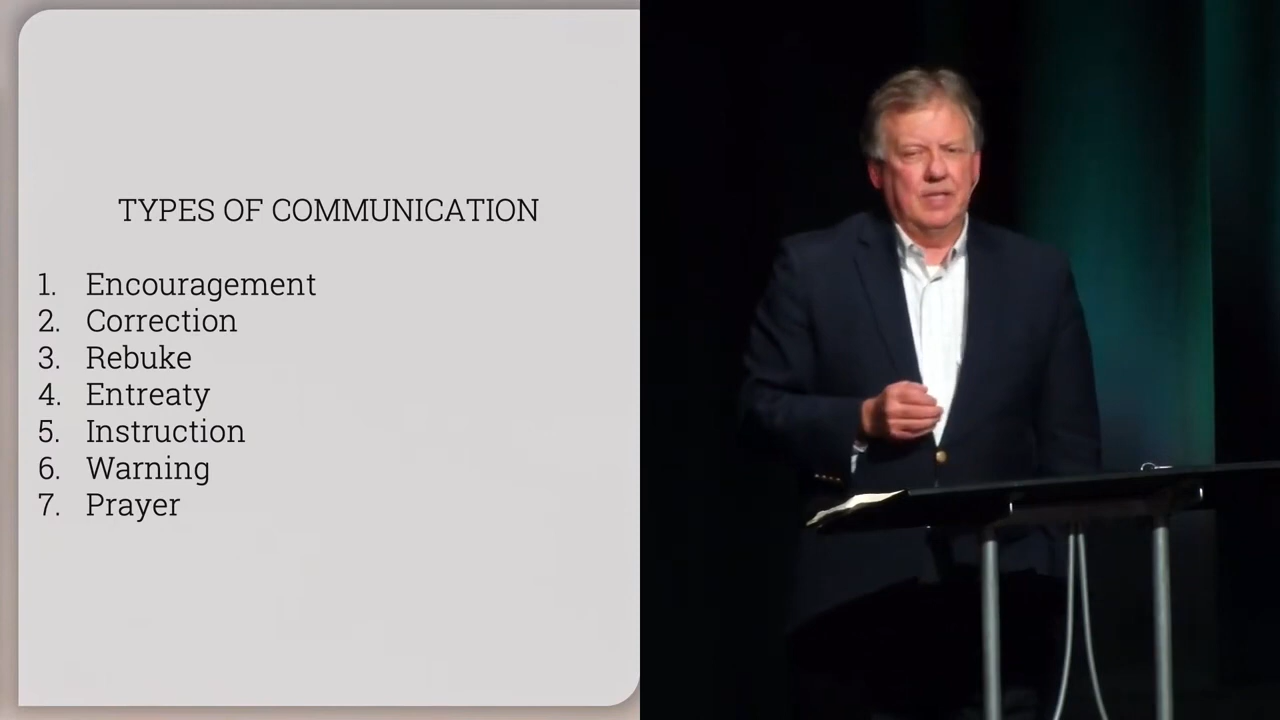 TYPES OF COMMUNICATION
1. Encouragement
2. Correction
3. Rebuke
4. Entreaty
5. Instruction
6. Warning
7. Prayer